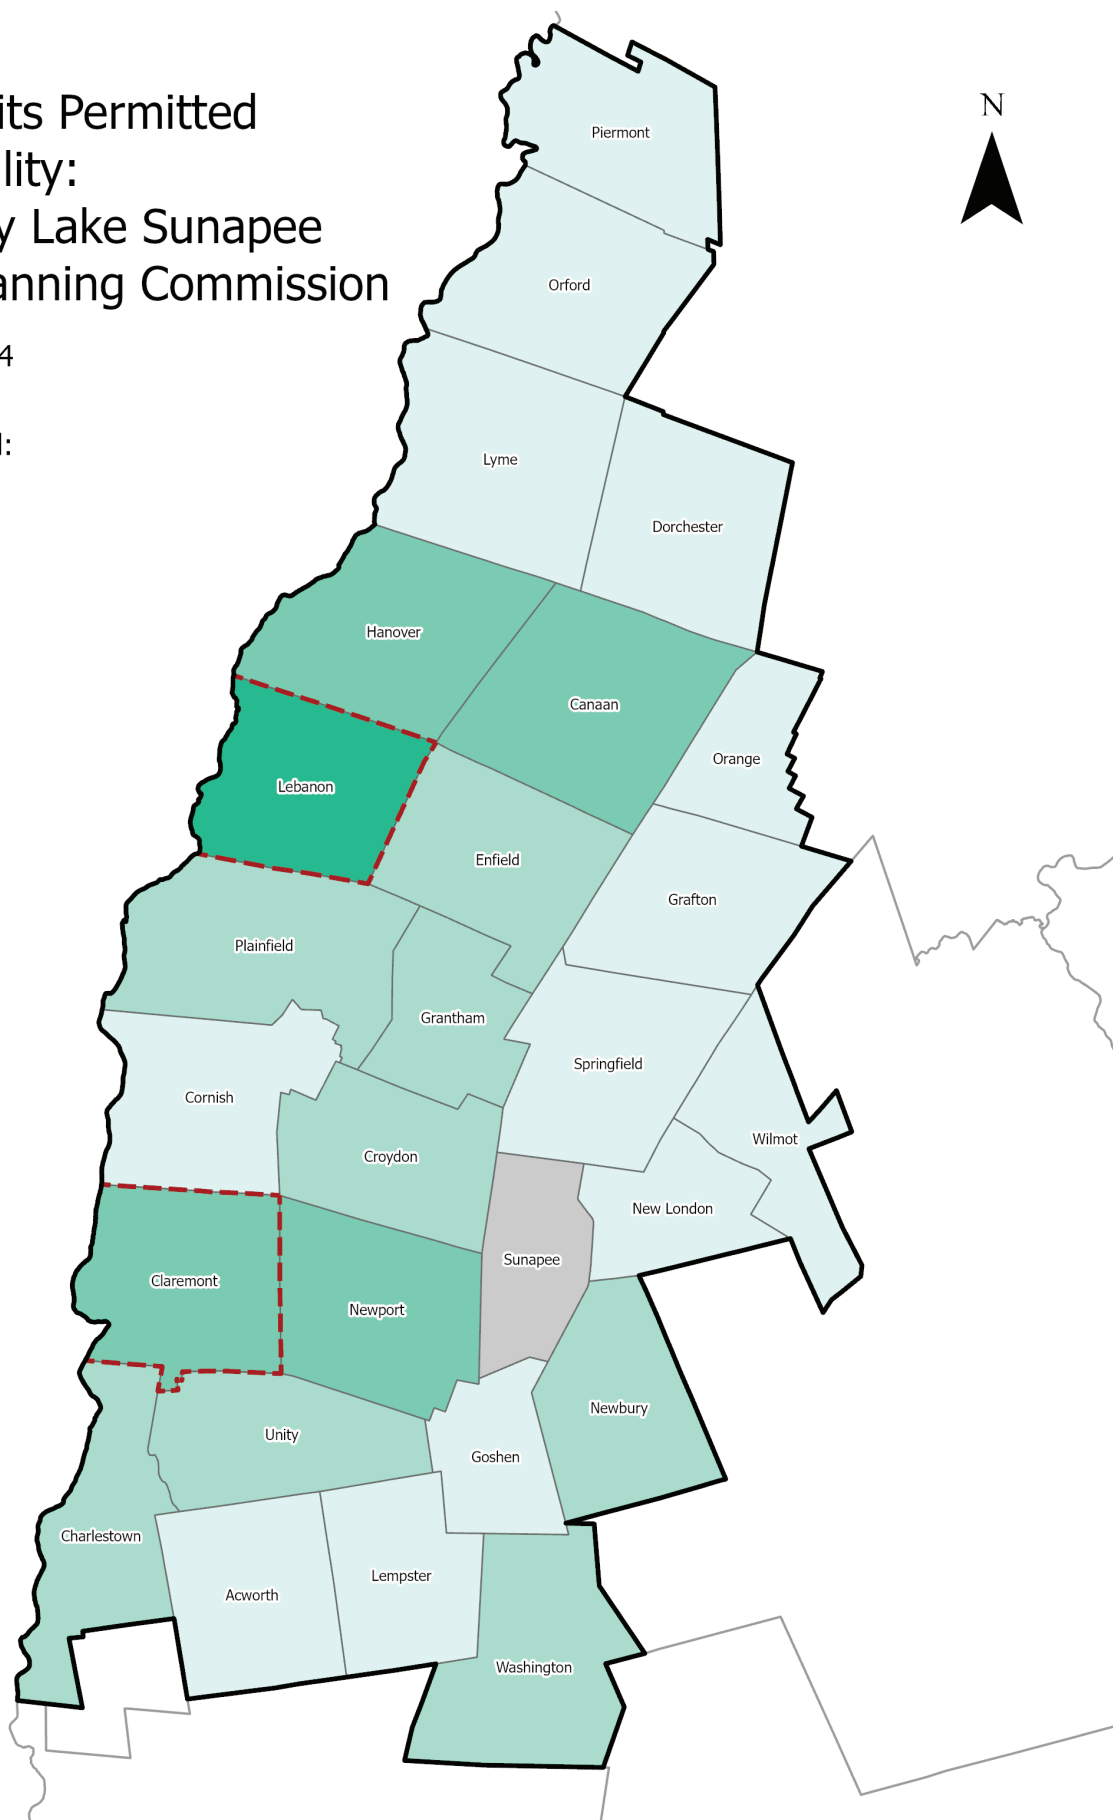 its Permitted
lity:
y Lake Sunapee
anning Commission
4
d:
N
Piermont
Orford
Lyme
Dorchester
Hanover
Canaan
Orange
Lebanon
Enfield
Grafton
Plainfield
Grantham
Springfield
Cornish
Wilmot
Croydon
New London
Sunapee
Claremont
Newport
Newbury
Unity
Goshen
Charlestown
Lempster
Acworth
Washington